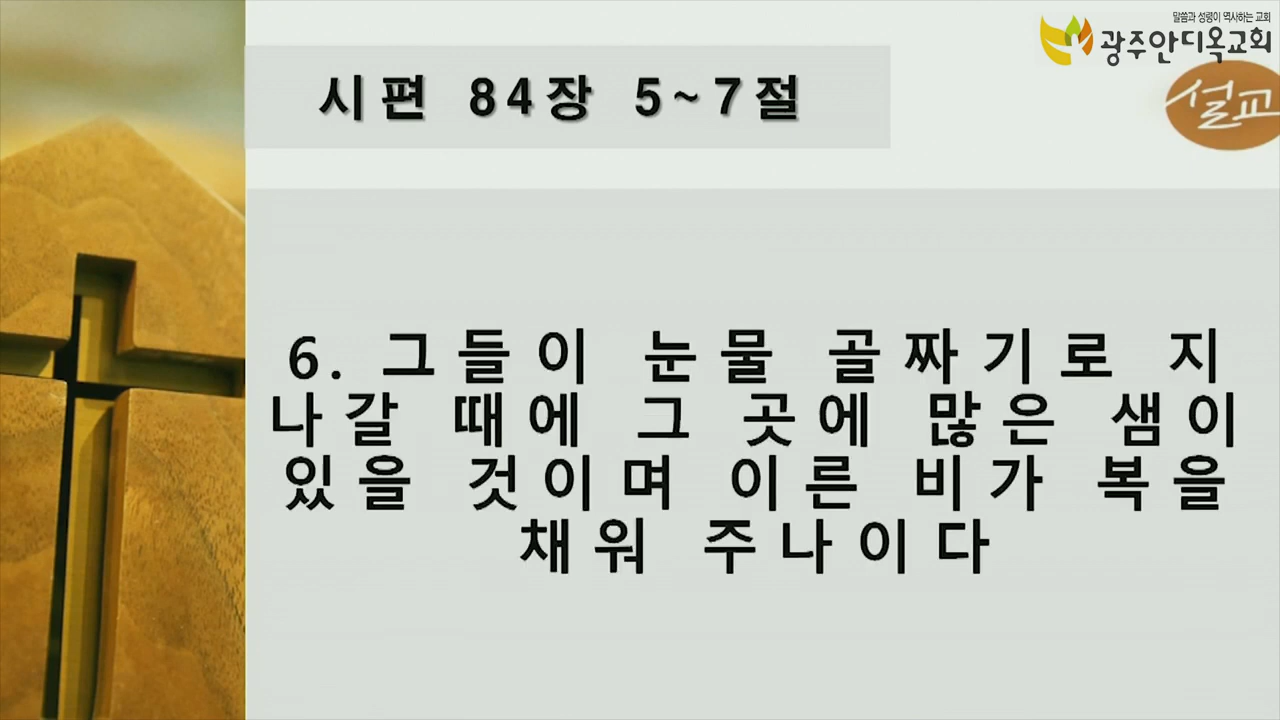 말씀과 성령이 역사하는 교회
광주안디옥교회
설교
시편 84장 5~7절
6. 그들이 눈물 골짜기로 지
나갈 때에 그 곳에 많은 샘이
있을 것이며 이른 비가 복을
채워 주나이다